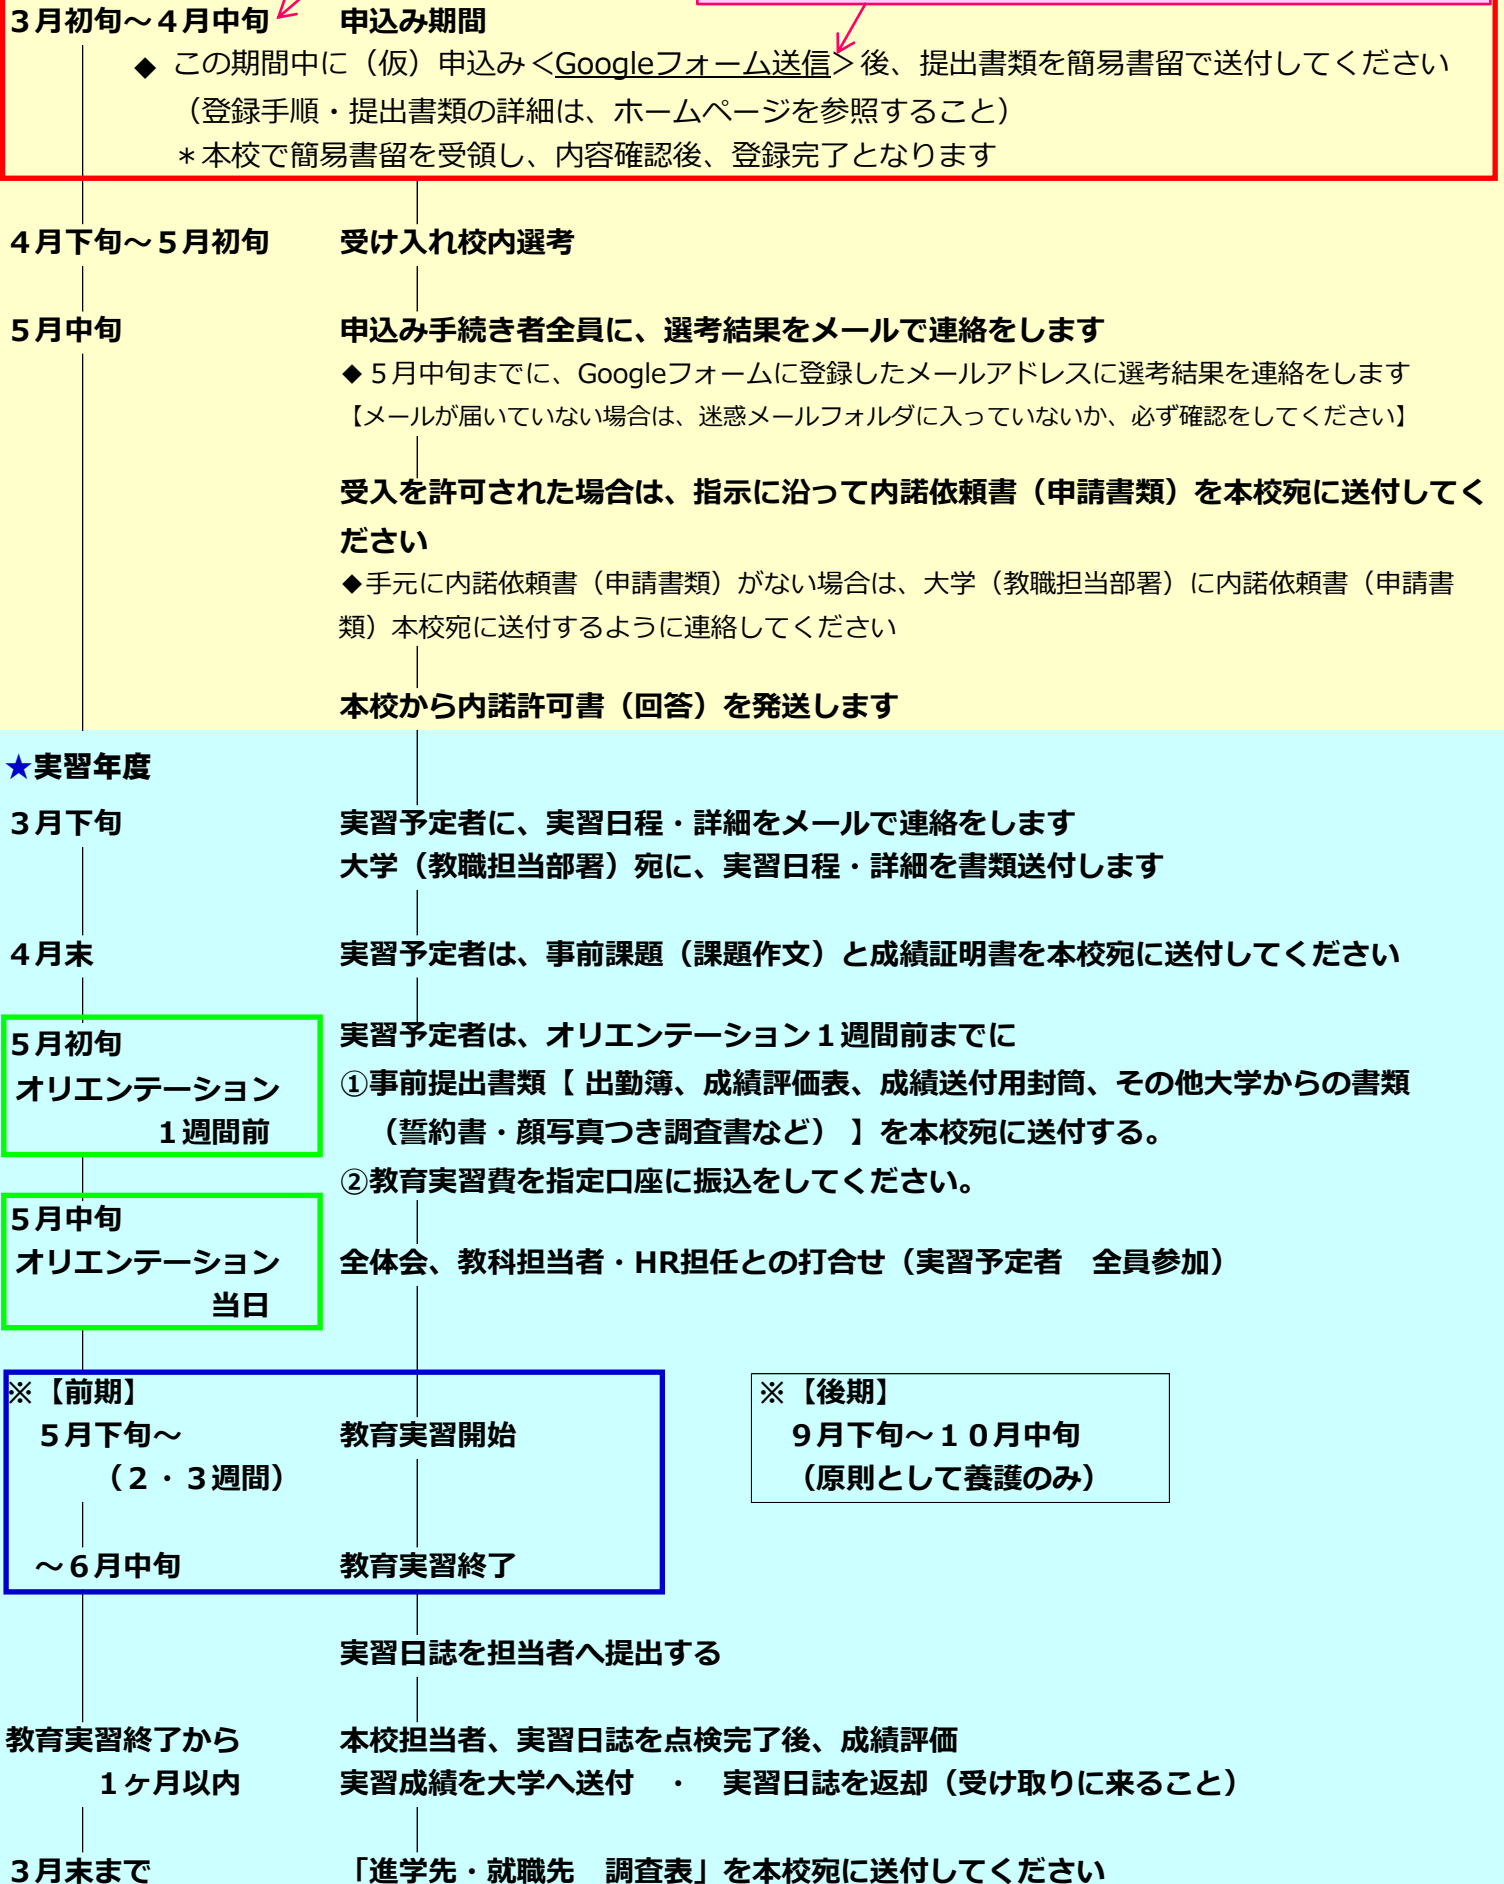 ３月初旬～４月中旬　申込み期間
◆ この期間中に（仮）申込み＜Googleフォーム送信＞後、提出書類を簡易書留で送付してください
（登録手順・提出書類の詳細は、ホームページを参照すること）
＊本校で簡易書留を受領し、内容確認後、登録完了となります
４月下旬～５月初旬　受け入れ校内選考
５月中旬　申込み手続き者全員に、選考結果をメールで連絡をします
◆５月中旬までに、Googleフォームに登録したメールアドレスに選考結果を連絡をします
【メールが届いていない場合は、迷惑メールフォルダに入っていないか、必ず確認をしてください】
受入を許可された場合は、指示に沿って内諾依頼書（申請書類）を本校宛に送付してく
ださい
◆手元に内諾依頼書（申請書類）がない場合は、大学（教職担当部署）に内諾依頼書（申請書
類）本校宛に送付するように連絡してください
本校から内諾許可書（回答）を発送します
★実習年度
３月下旬　実習予定者に、実習日程・詳細をメールで連絡をします
大学（教職担当部署）宛に、実習日程・詳細を書類送付します
４月末　実習予定者は、事前課題（課題作文）と成績証明書を本校宛に送付してください
５月初旬
オリエンテーション
１週間前
実習予定者は、オリエンテーション１週間前までに
①事前提出書類【 出勤簿、成績評価表、成績送付用封筒、その他大学からの書類
（誓約書・顔写真つき調査書など） 】を本校宛に送付する。
②教育実習費を指定口座に振込をしてください。
５月中旬
オリエンテーション
当日
全体会、教科担当者・HR担任との打合せ（実習予定者　全員参加）
※【前期】
５月下旬～　教育実習開始
（２・３週間）
～６月中旬　教育実習終了
※【後期】
９月下旬～１０月中旬
（原則として養護のみ）
実習日誌を担当者へ提出する
教育実習終了から　本校担当者、実習日誌を点検完了後、成績評価
１ヶ月以内　実習成績を大学へ送付　・　実習日誌を返却（受け取りに来ること）
３月末まで　「進学先・就職先　調査表」を本校宛に送付してください